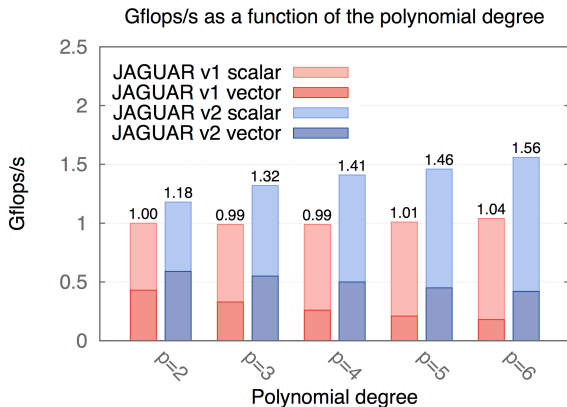 Gflops/s as a function of the polynomial degree
2.5
2
1.5
1
0.5
0
Gflops/s
JAGUAR v1 scalar
JAGUAR v1 vector
JAGUAR v2 scalar
JAGUAR v2 vector
1.00
1.18
0.99
1.32
0.99
1.41
1.01
1.46
1.04
1.56
p=2
p=3
p=4
p=5
p=6
Polynomial degree